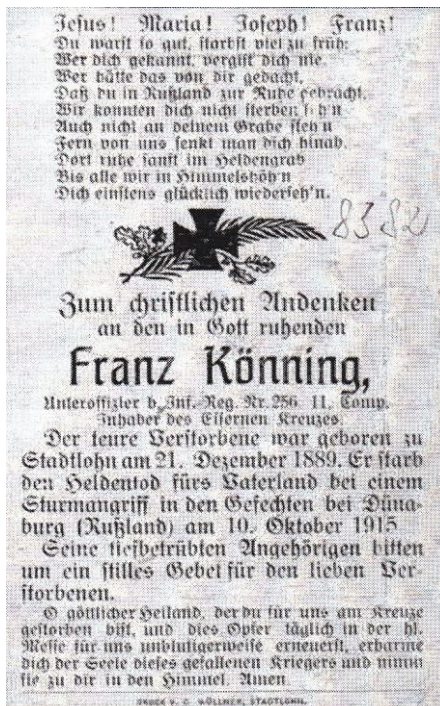 Jesus! Maria! Joseph! Franz!
Du warst so gut, starbst viel zu früh;
Wer dich gekannt, vergißt dich nie.
Wer hätte das von dir gedacht,
Daß du in Rußland zur Ruhe gebracht.
Wir konnten dich nicht sterben seh'n
Auch nicht an deinem Grabe steh'n
Fern von uns senkt man dich hinab.
Dort ruhe sanft im Heldengrab
Bis alle wir in Himmelshöh'n
Dich einstens glücklich wiederseh'n.
8382
Zum christlichen Andenken
an den in Gott ruhenden
Franz Könning,
Unteroffizier b. Inf.-Reg. Nr. 256 11. Comp.
Inhaber des Eisernen Kreuzes
Der teure Verstorbene war geboren zu
Stadtlohn am 21. Dezember 1889. Er starb
den Heldentod fürs Vaterland bei einem
Sturmangriff in den Gefechten bei Düna-
burg (Rußland) am 10. Oktober 1915
Seine tiefbetrübten Angehörigen bitten
um ein stilles Gebet für den lieben Ver-
storbenen.
O göttlicher Heiland, der du für uns am Kreuze
gestorben bist, und dies Opfer täglich in der hl.
Messe für uns unblutigerweise erneuerst, erbarme
dich der Seele dieses gefallenen Kriegers und nimm
sie zu dir in den Himmel. Amen
DRUCK V. C. WÜLLNER, STADTLOHN.